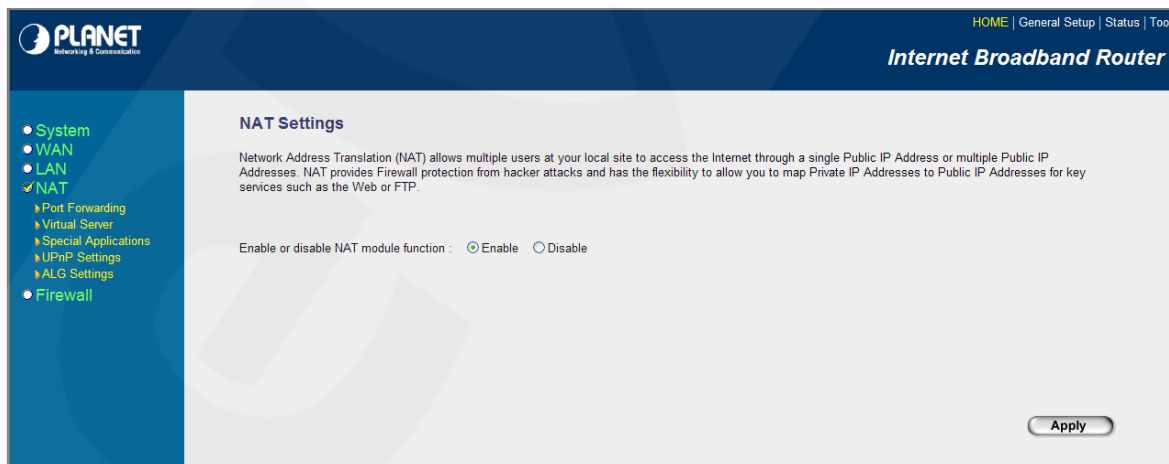 PLANET
Networking & Communication
HOME | General Setup | Status | Too
Internet Broadband Router
System
WAN
LAN
NAT
Port Forwarding
Virtual Server
Special Applications
UPnP Settings
ALG Settings
Firewall
NAT Settings
Network Address Translation (NAT) allows multiple users at your local site to access the Internet through a single Public IP Address or multiple Public IP
Addresses. NAT provides Firewall protection from hacker attacks and has the flexibility to allow you to map Private IP Addresses to Public IP Addresses for key
services such as the Web or FTP.
Enable or disable NAT module function : Enable Disable
Apply